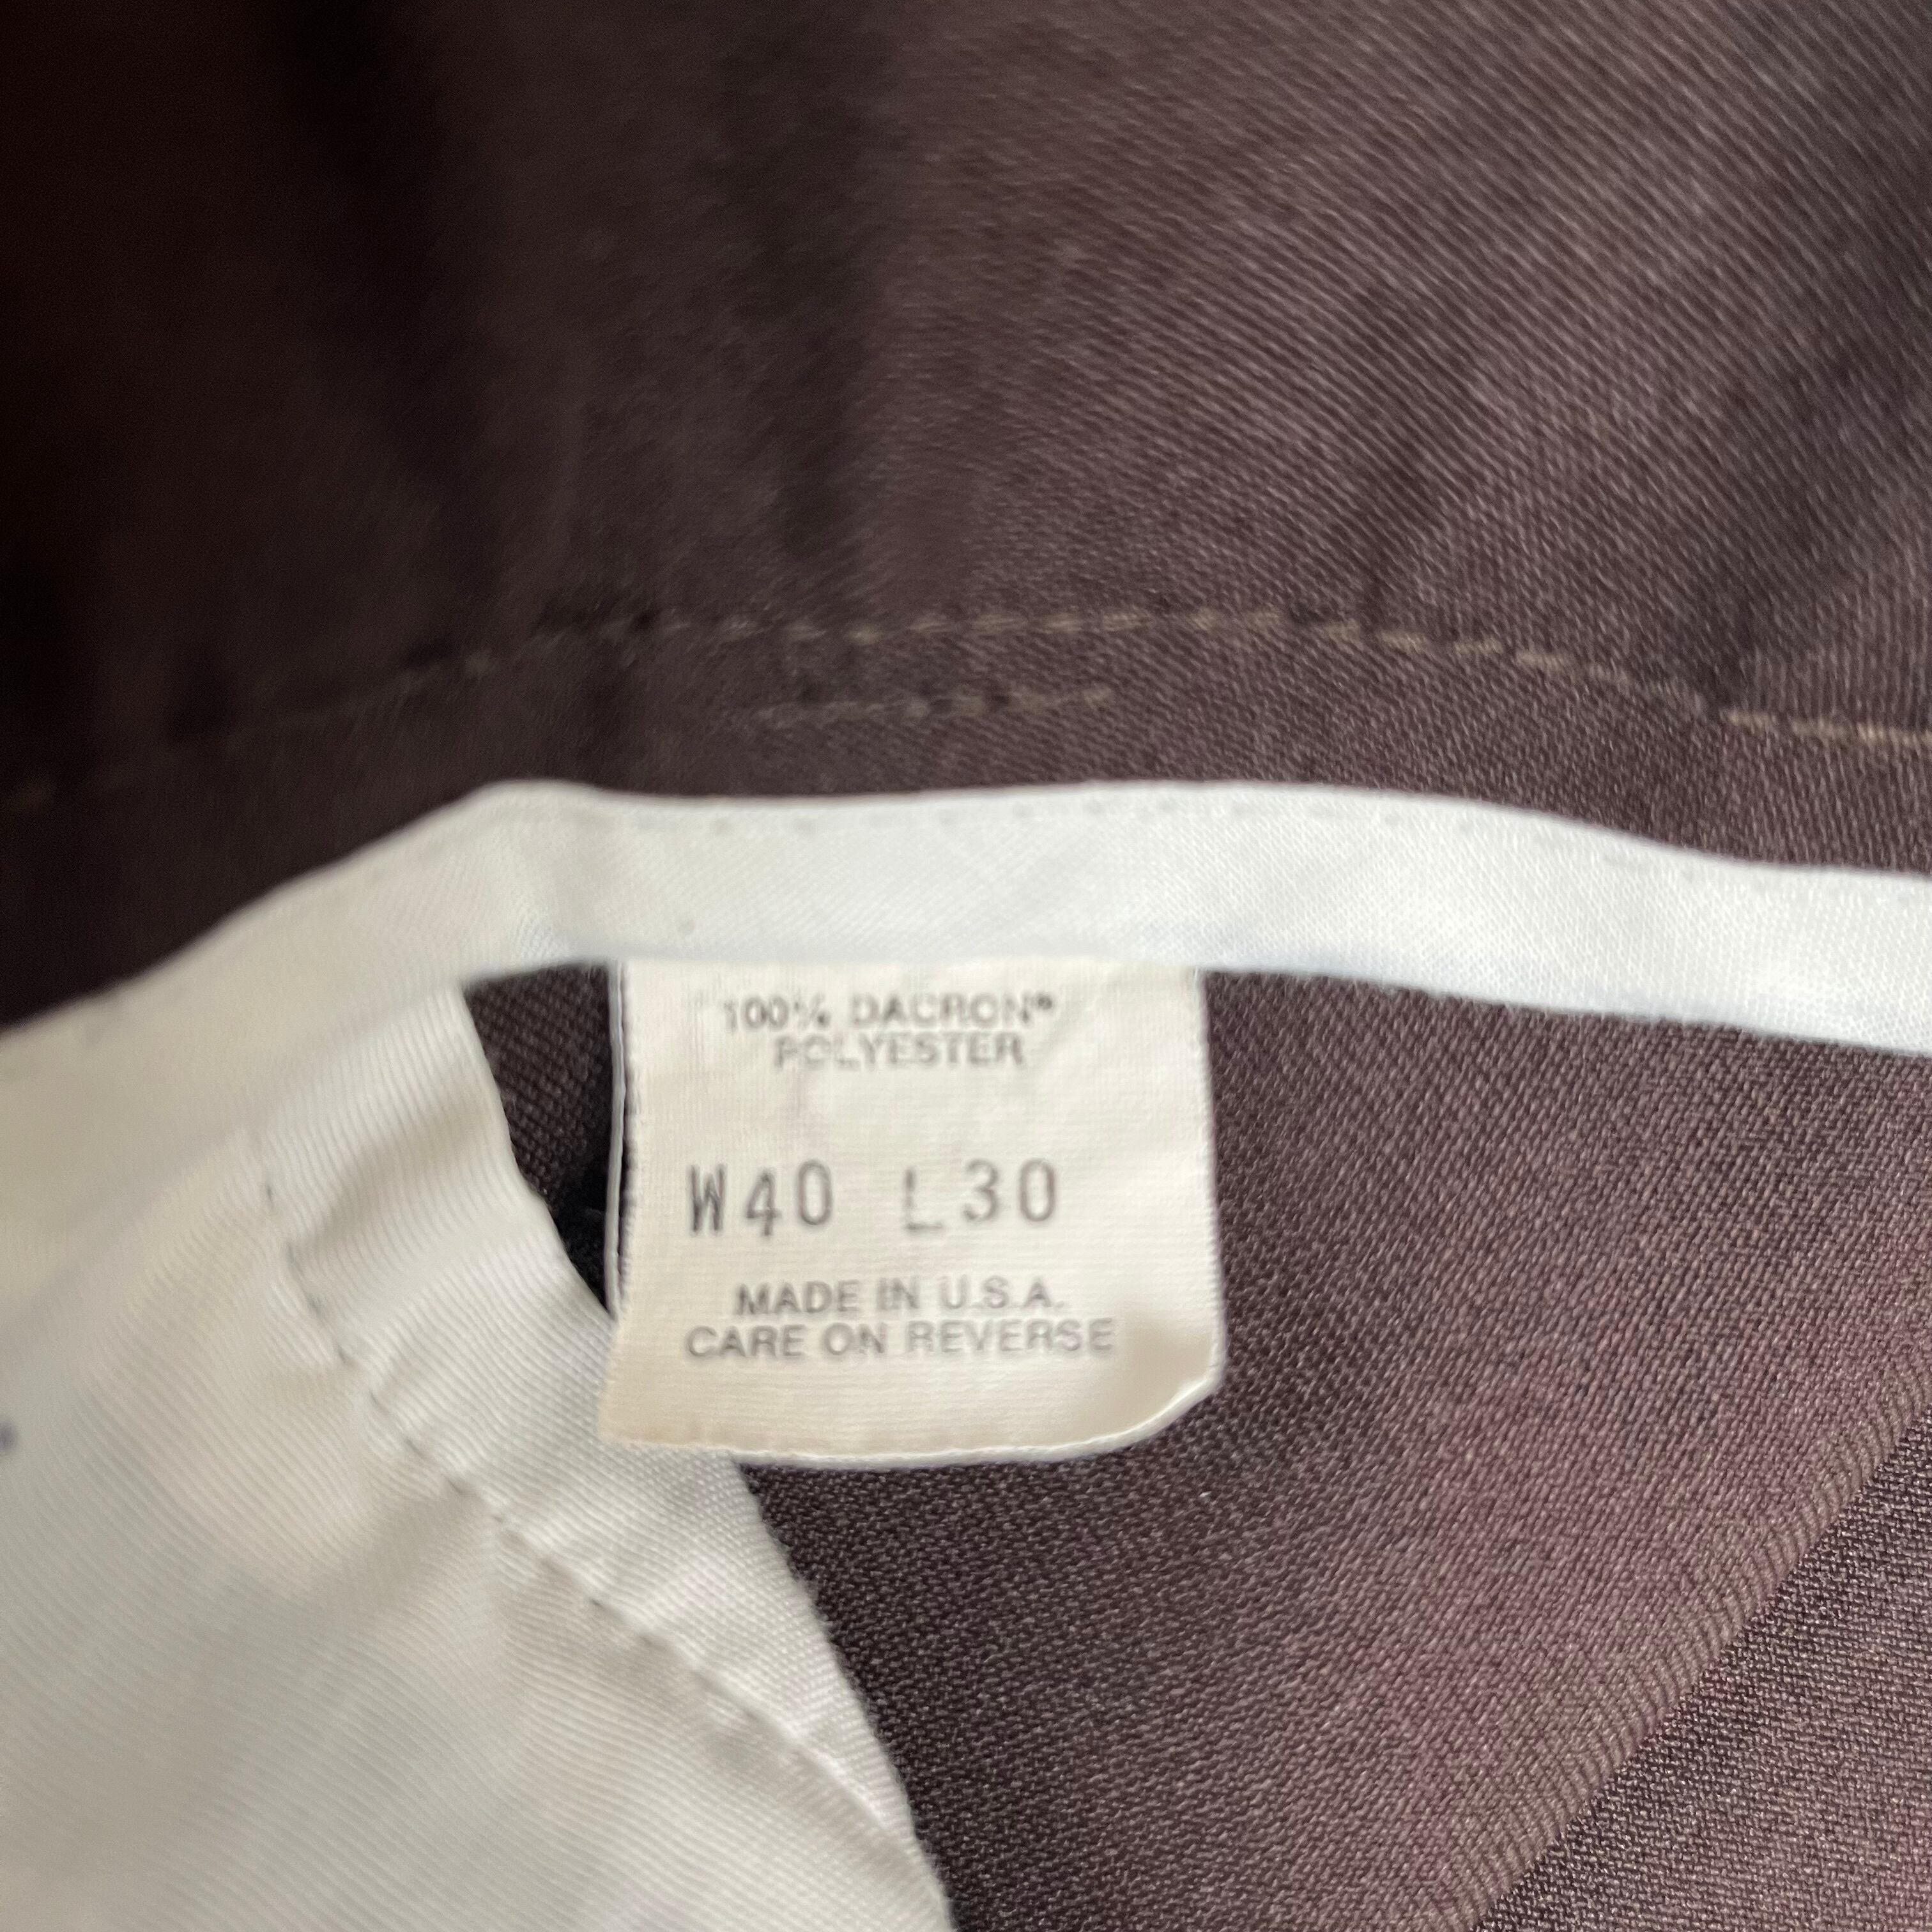 100% DACRON®
POLYESTER
W40 L30
MADE IN U.S.A.
CARE ON REVERSE